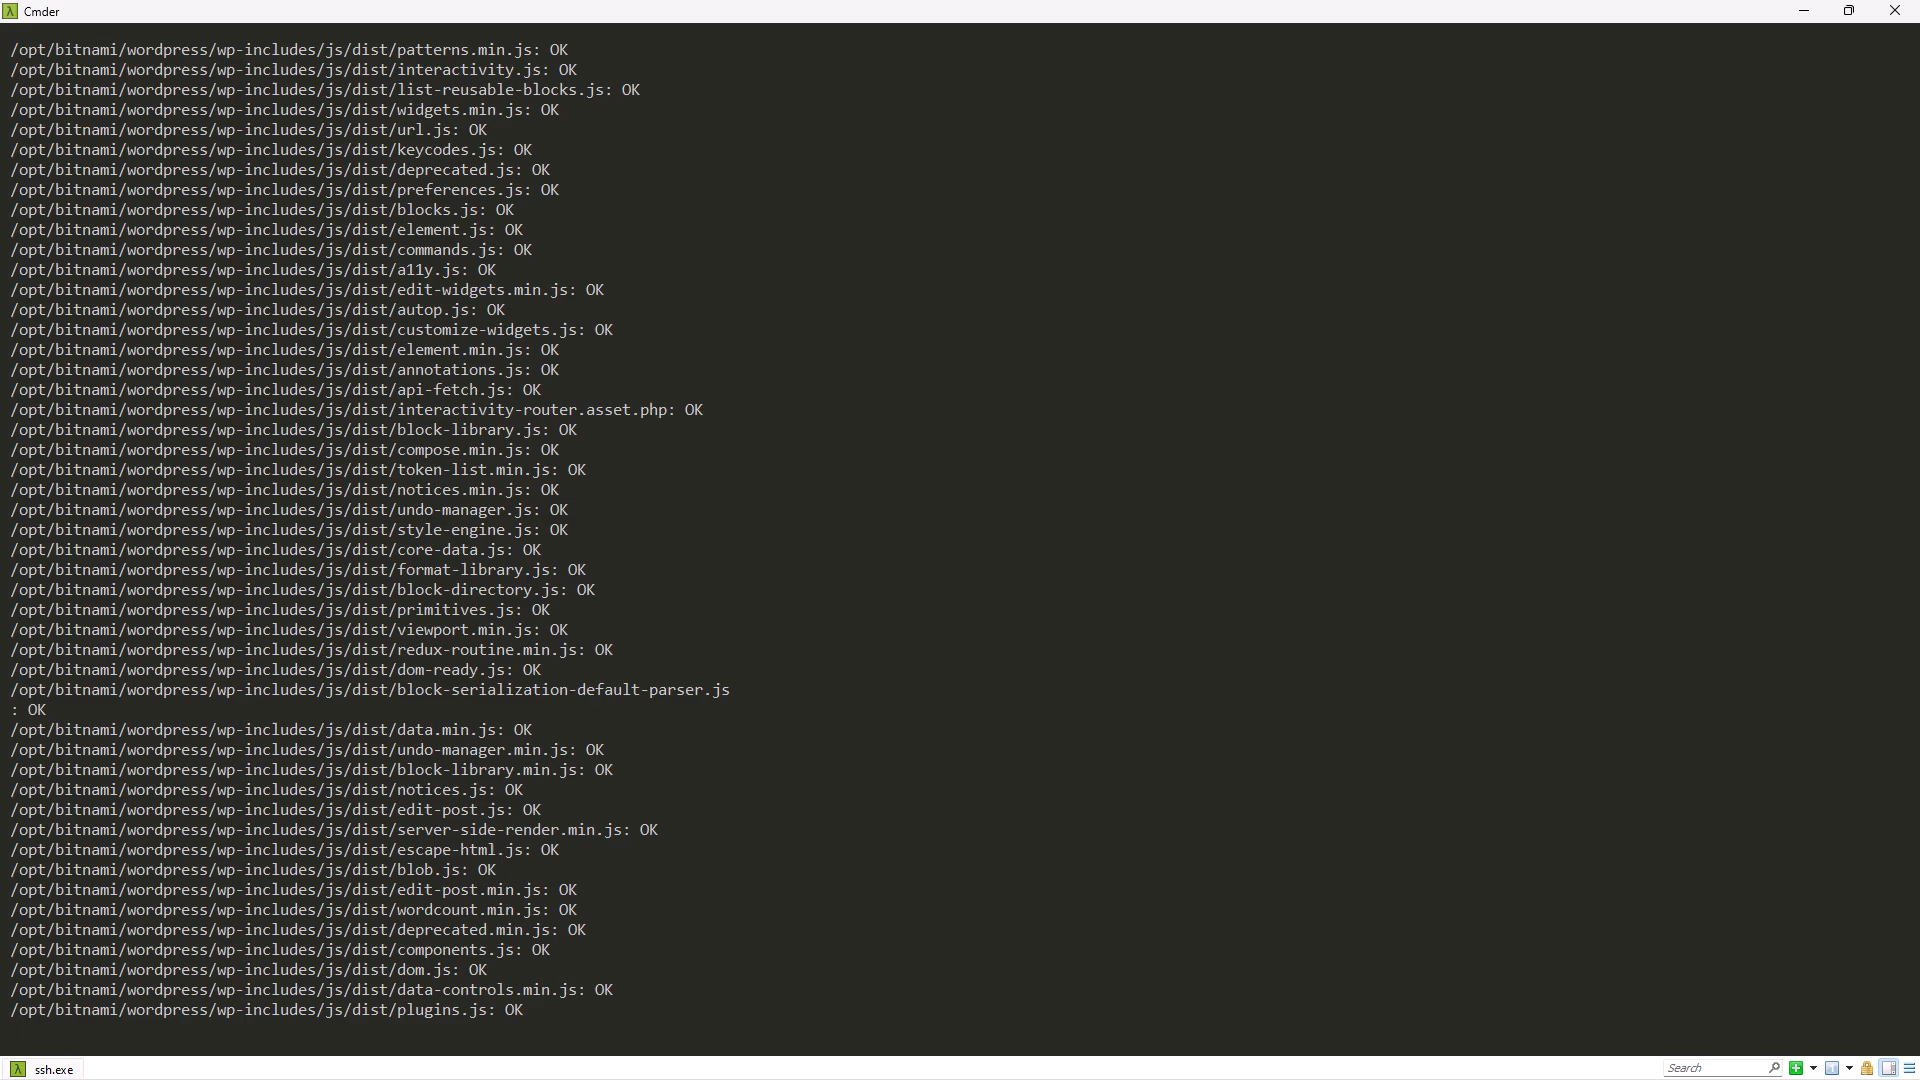 Cmder
/opt/bitnami/wordpress/wp-includes/js/dist/patterns.min.js: OK
/opt/bitnami/wordpress/wp-includes/js/dist/interactivity.js: OK
/opt/bitnami/wordpress/wp-includes/js/dist/list-reusable-blocks.js: OK
/opt/bitnami/wordpress/wp-includes/js/dist/widgets.min.js: OK
/opt/bitnami/wordpress/wp-includes/js/dist/url.js: OK
/opt/bitnami/wordpress/wp-includes/js/dist/keycodes.js: OK
/opt/bitnami/wordpress/wp-includes/js/dist/deprecated.js: OK
/opt/bitnami/wordpress/wp-includes/js/dist/preferences.js: OK
/opt/bitnami/wordpress/wp-includes/js/dist/blocks.js: OK
/opt/bitnami/wordpress/wp-includes/js/dist/element.js: OK
/opt/bitnami/wordpress/wp-includes/js/dist/commands.js: OK
/opt/bitnami/wordpress/wp-includes/js/dist/a11y.js: OK
/opt/bitnami/wordpress/wp-includes/js/dist/edit-widgets.min.js: OK
/opt/bitnami/wordpress/wp-includes/js/dist/autop.js: OK
/opt/bitnami/wordpress/wp-includes/js/dist/customize-widgets.js: OK
/opt/bitnami/wordpress/wp-includes/js/dist/element.min.js: OK
/opt/bitnami/wordpress/wp-includes/js/dist/annotations.js: OK
/opt/bitnami/wordpress/wp-includes/js/dist/api-fetch.js: OK
/opt/bitnami/wordpress/wp-includes/js/dist/interactivity-router.asset.php: OK
/opt/bitnami/wordpress/wp-includes/js/dist/block-library.js: OK
/opt/bitnami/wordpress/wp-includes/js/dist/compose.min.js: OK
/opt/bitnami/wordpress/wp-includes/js/dist/token-list.min.js: OK
/opt/bitnami/wordpress/wp-includes/js/dist/notices.min.js: OK
/opt/bitnami/wordpress/wp-includes/js/dist/undo-manager.js: OK
/opt/bitnami/wordpress/wp-includes/js/dist/style-engine.js: OK
/opt/bitnami/wordpress/wp-includes/js/dist/core-data.js: OK
/opt/bitnami/wordpress/wp-includes/js/dist/format-library.js: OK
/opt/bitnami/wordpress/wp-includes/js/dist/block-directory.js: OK
/opt/bitnami/wordpress/wp-includes/js/dist/primitives.js: OK
/opt/bitnami/wordpress/wp-includes/js/dist/viewport.min.js: OK
/opt/bitnami/wordpress/wp-includes/js/dist/redux-routine.min.js: OK
/opt/bitnami/wordpress/wp-includes/js/dist/dom-ready.js: OK
/opt/bitnami/wordpress/wp-includes/js/dist/block-serialization-default-parser.js
: OK
/opt/bitnami/wordpress/wp-includes/js/dist/data.min.js: OK
/opt/bitnami/wordpress/wp-includes/js/dist/undo-manager.min.js: OK
/opt/bitnami/wordpress/wp-includes/js/dist/block-library.min.js: OK
/opt/bitnami/wordpress/wp-includes/js/dist/notices.js: OK
/opt/bitnami/wordpress/wp-includes/js/dist/edit-post.js: OK
/opt/bitnami/wordpress/wp-includes/js/dist/server-side-render.min.js: OK
/opt/bitnami/wordpress/wp-includes/js/dist/escape-html.js: OK
/opt/bitnami/wordpress/wp-includes/js/dist/blob.js: OK
/opt/bitnami/wordpress/wp-includes/js/dist/edit-post.min.js: OK
/opt/bitnami/wordpress/wp-includes/js/dist/wordcount.min.js: OK
/opt/bitnami/wordpress/wp-includes/js/dist/deprecated.min.js: OK
/opt/bitnami/wordpress/wp-includes/js/dist/components.js: OK
/opt/bitnami/wordpress/wp-includes/js/dist/dom.js: OK
/opt/bitnami/wordpress/wp-includes/js/dist/data-controls.min.js: OK
/opt/bitnami/wordpress/wp-includes/js/dist/plugins.js: OK
ssh.exe
Search